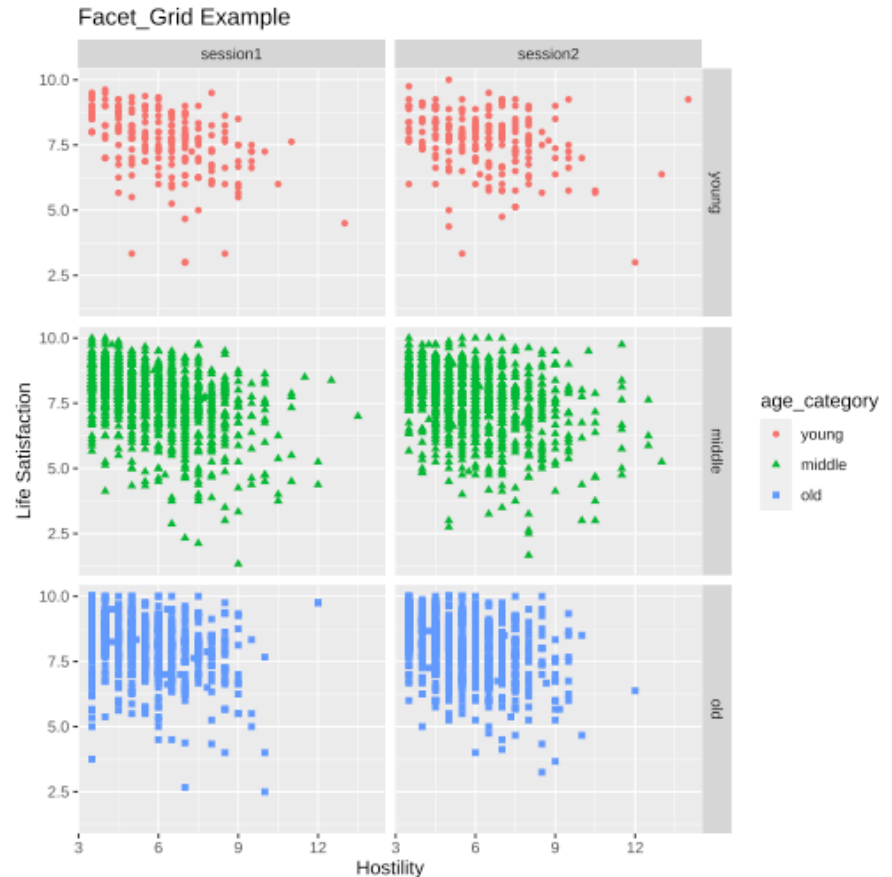 Facet_Grid Example
session1
session2
10.0
7.5
5.0
2.5
young
10.0
7.5
5.0
2.5
middle
10.0
7.5
5.0
2.5
old
Life Satisfaction
3 6 9 12
3 6 9 12
Hostility
age_category
young
middle
old